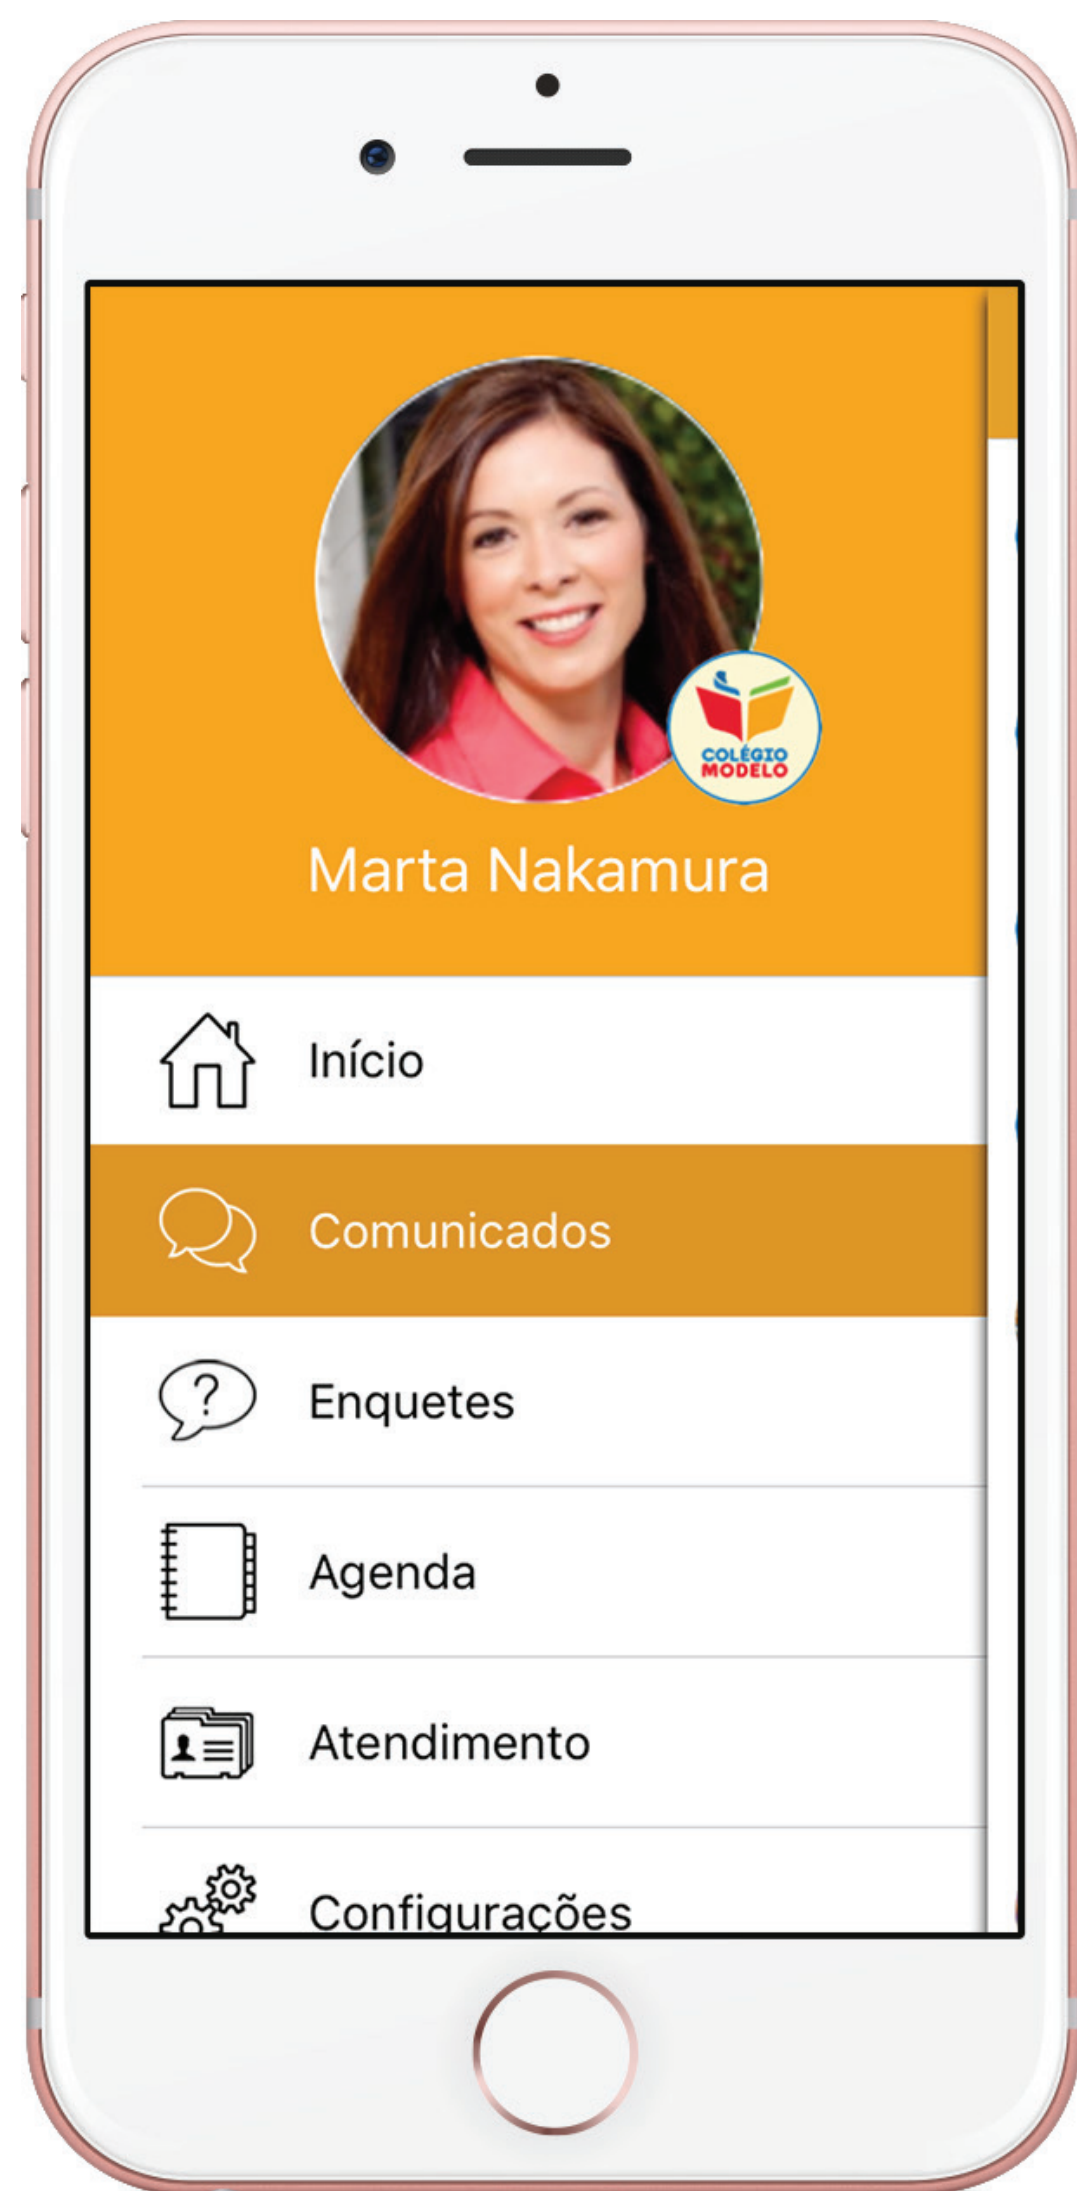 COLÉGIO
MODELO
Marta Nakamura
Início
Comunicados
?
Enquetes
Agenda
Atendimento
Configurações